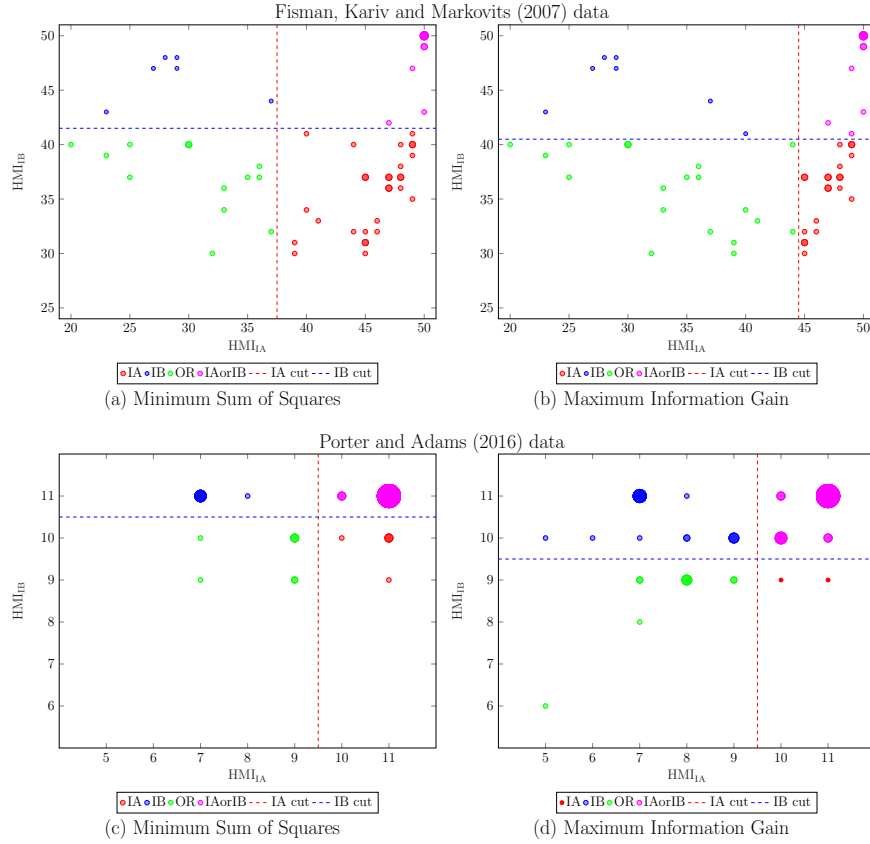 Fisman, Kariv and Markovits (2007) data
50
45
40
35
30
25
HMI_IB
20 25 30 35 40 45 50
HMI_IA
IA IB OR IAorIB IA cut IB cut
(a) Minimum Sum of Squares
50
45
40
35
30
25
HMI_IB
20 25 30 35 40 45 50
HMI_IA
IA IB OR IAorIB IA cut IB cut
(b) Maximum Information Gain
Porter and Adams (2016) data
11
10
9
8
7
6
HMI_IB
5 6 7 8 9 10 11
HMI_IA
IA IB OR IAorIB IA cut IB cut
(c) Minimum Sum of Squares
11
10
9
8
7
6
HMI_IB
5 6 7 8 9 10 11
HMI_IA
IA IB OR IAorIB IA cut IB cut
(d) Maximum Information Gain